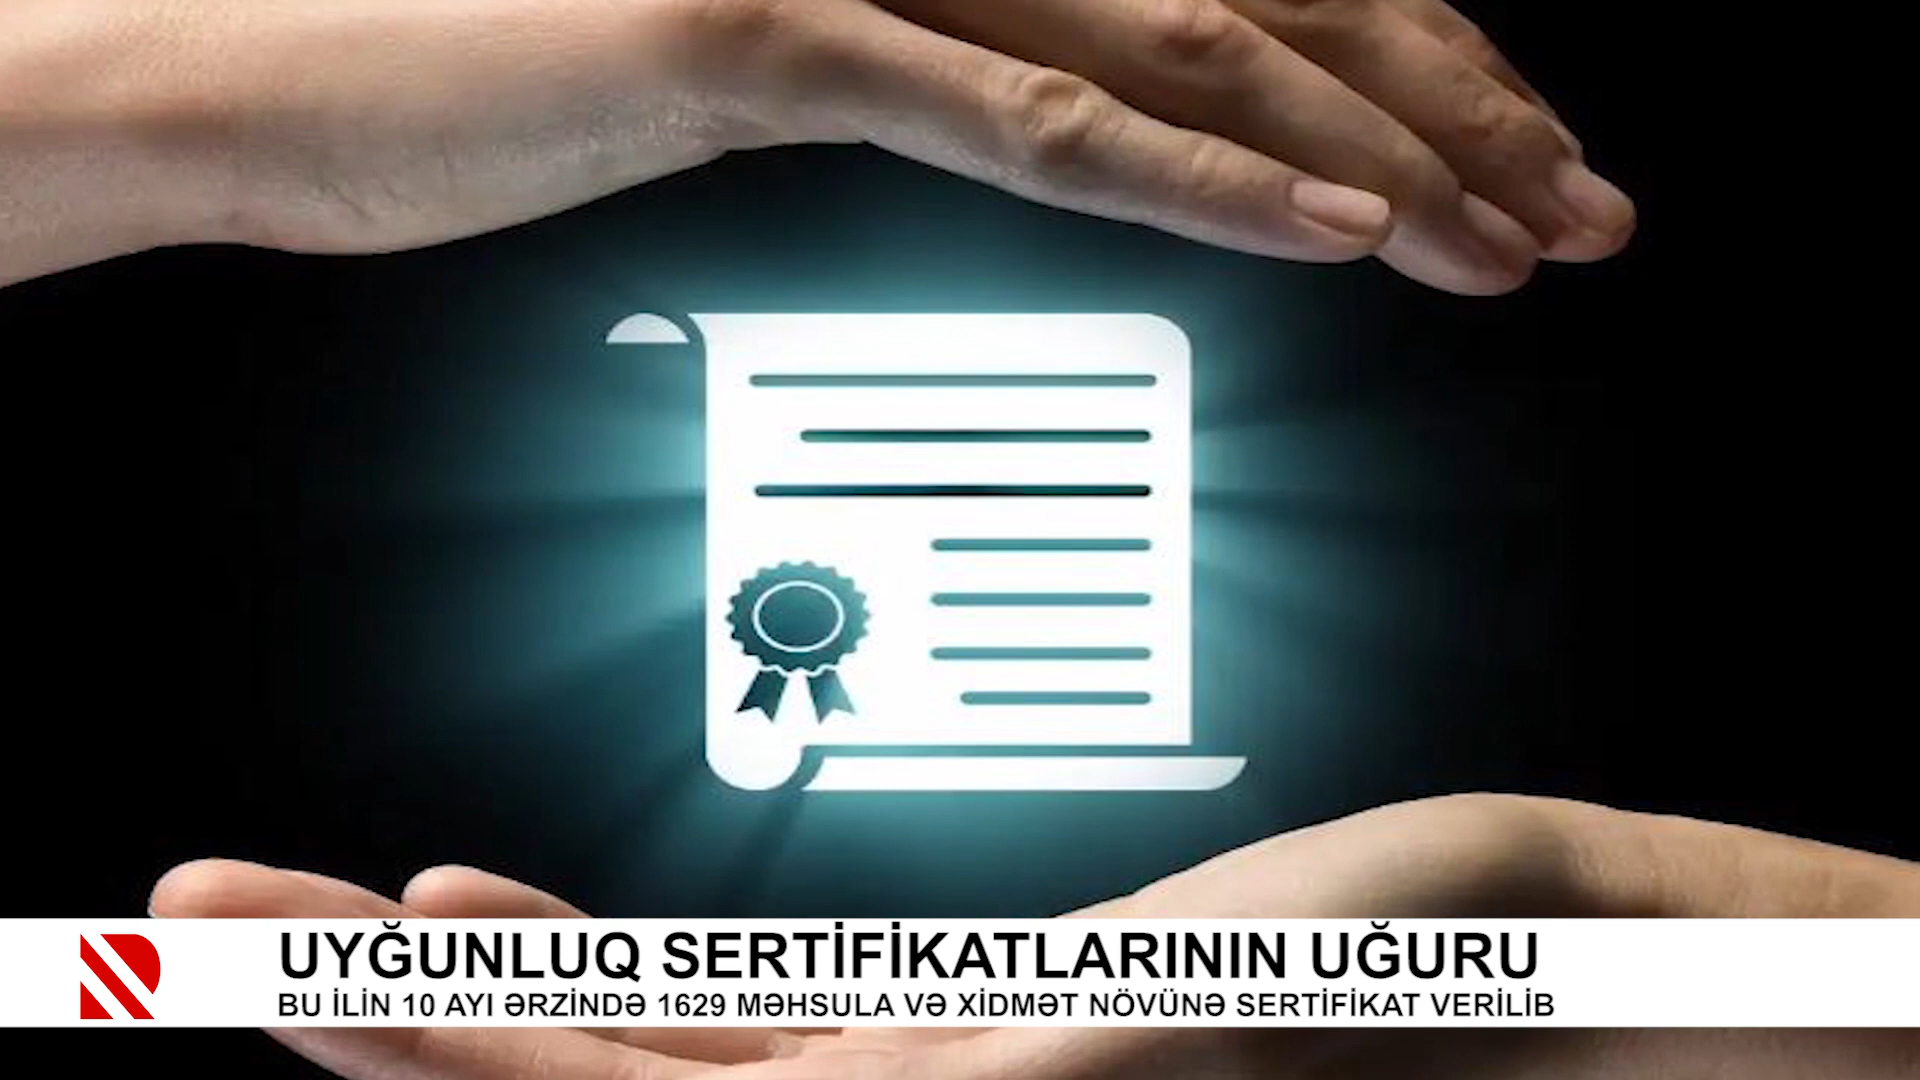 UYĞUNLUQ SERTİFİKATLARININ UĞURU
BU İLİN 10 AYI ƏRZİNDƏ 1629 MƏHSULA VƏ XİDMƏT NÖVÜNƏ SERTİFİKAT VERİLİB